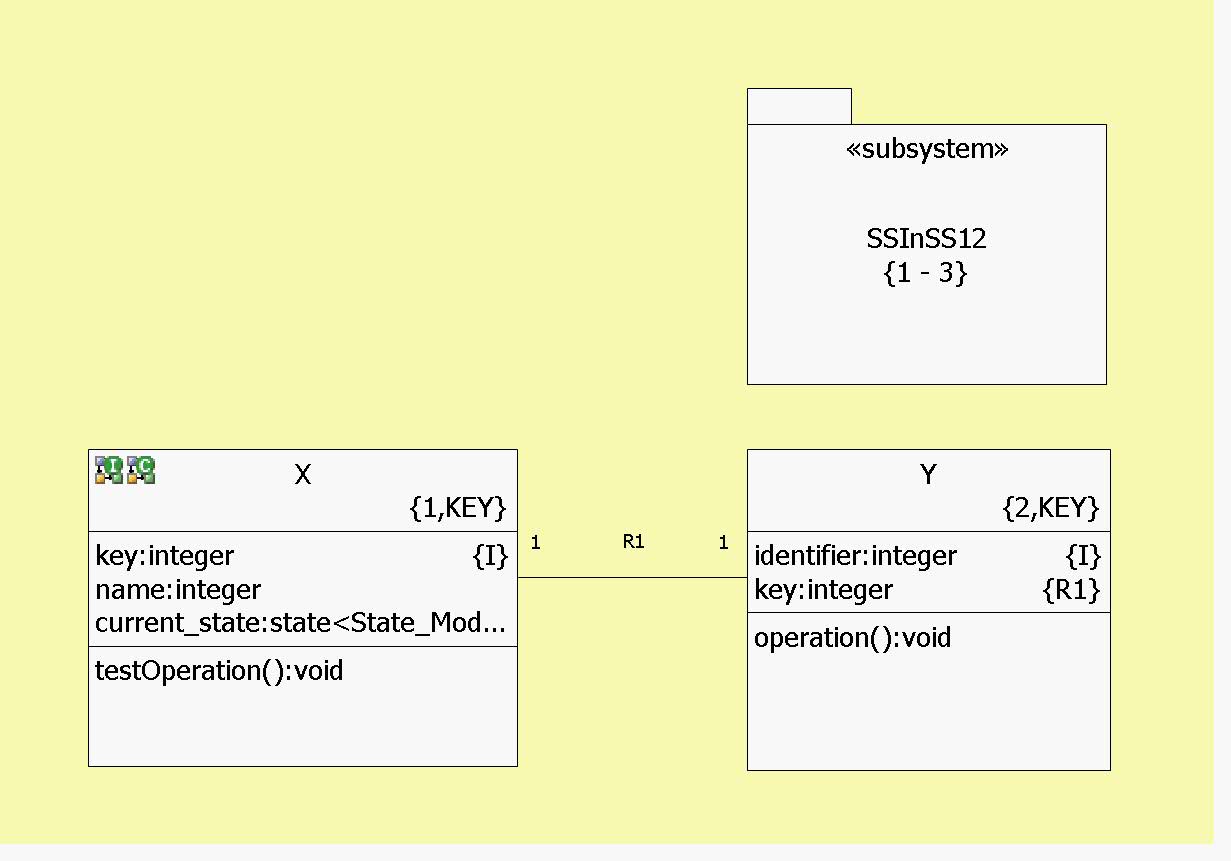 «subsystem»
SSInSS12
{1 - 3}
X
{1,KEY}
key:integer {I}
name:integer
current_state:state<State_Mod...
testOperation():void
1 R1 1
Y
{2,KEY}
identifier:integer {I}
key:integer {R1}
operation():void